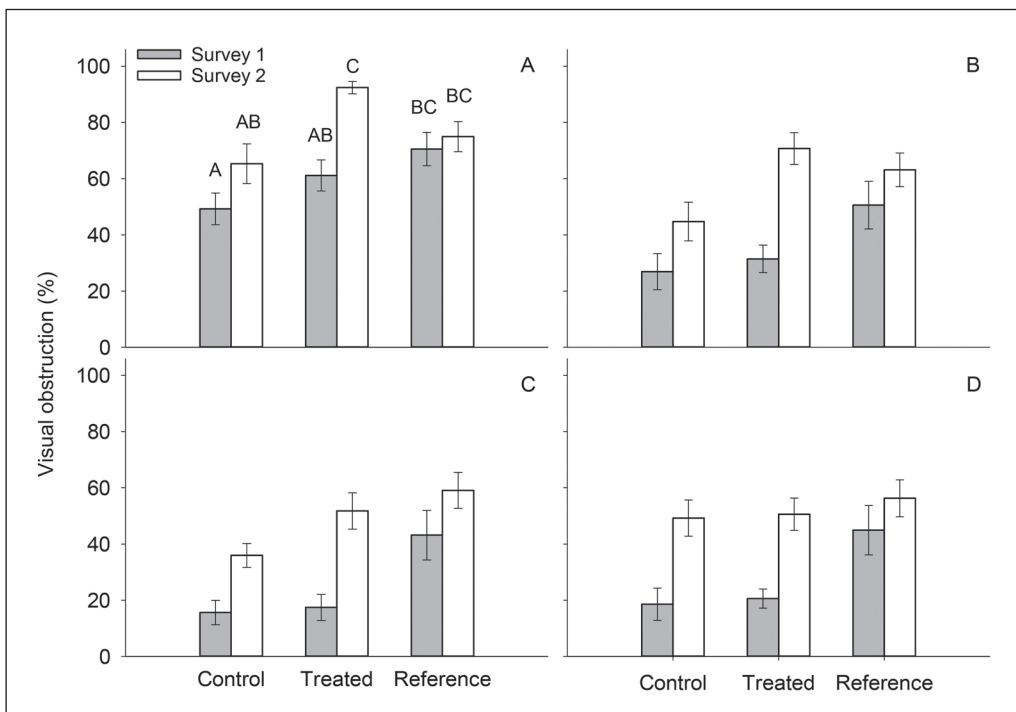 Survey 1
Survey 2
A
B
100
80
60
40
20
0
A
AB
AB
C
BC
BC
Visual obstruction (%)
C
D
100
80
60
40
20
0
Control Treated Reference
Control Treated Reference